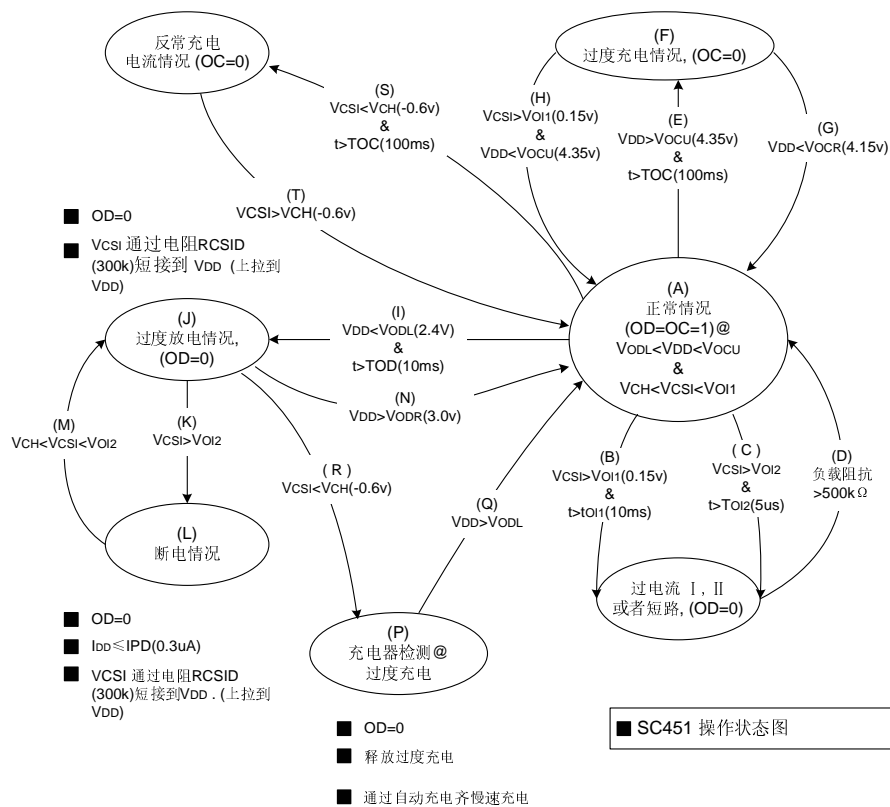 反常充电
电流情况 (OC=0)
(F)
过度充电情况, (OC=0)
(S)
VCSI<VCH(-0.6v)
&
t>TOC(100ms)
(H)
VCSI>VOI1(0.15v)
&
VDD<VOCU(4.35v)
(E)
VDD>VOCU(4.35v)
&
t>TOC(100ms)
(G)
VDD<VOCR(4.15v)
(T)
VCSI>VCH(-0.6v)
■ OD=0
■ VCSI 通过电阻RCSID
(300k)短接到 VDD (上拉到
VDD)
(A)
正常情况
(OD=OC=1)@
VODL<VDD<VOCU
&
VCH<VCSI<VOI1
(J)
过度放电情况,
(OD=0)
(I)
VDD<VODL(2.4V)
&
t>TOD(10ms)
(N)
VDD>VODR(3.0v)
(M)
VCH<VCSI<VOI2
(K)
VCSI>VOI2
(R)
VCSI<VCH(-0.6v)
(Q)
VDD>VODL
(B)
VCSI>VOI1(0.15v)
&
t>tOI1(10ms)
(C)
VCSI>VOI2
&
t>TOI2(5us)
(D)
负载阻抗
>500kΩ
(L)
断电情况
过电流 I, II
或者短路, (OD=0)
■ OD=0
■ IDD≤IPD(0.3uA)
■ VCSI 通过电阻RCSID
(300k)短接到VDD . (上拉到
VDD)
(P)
充电器检测@
过度充电
■ OD=0
■ 释放过度充电
■ 通过自动充电齐慢速充电
■ SC451 操作状态图